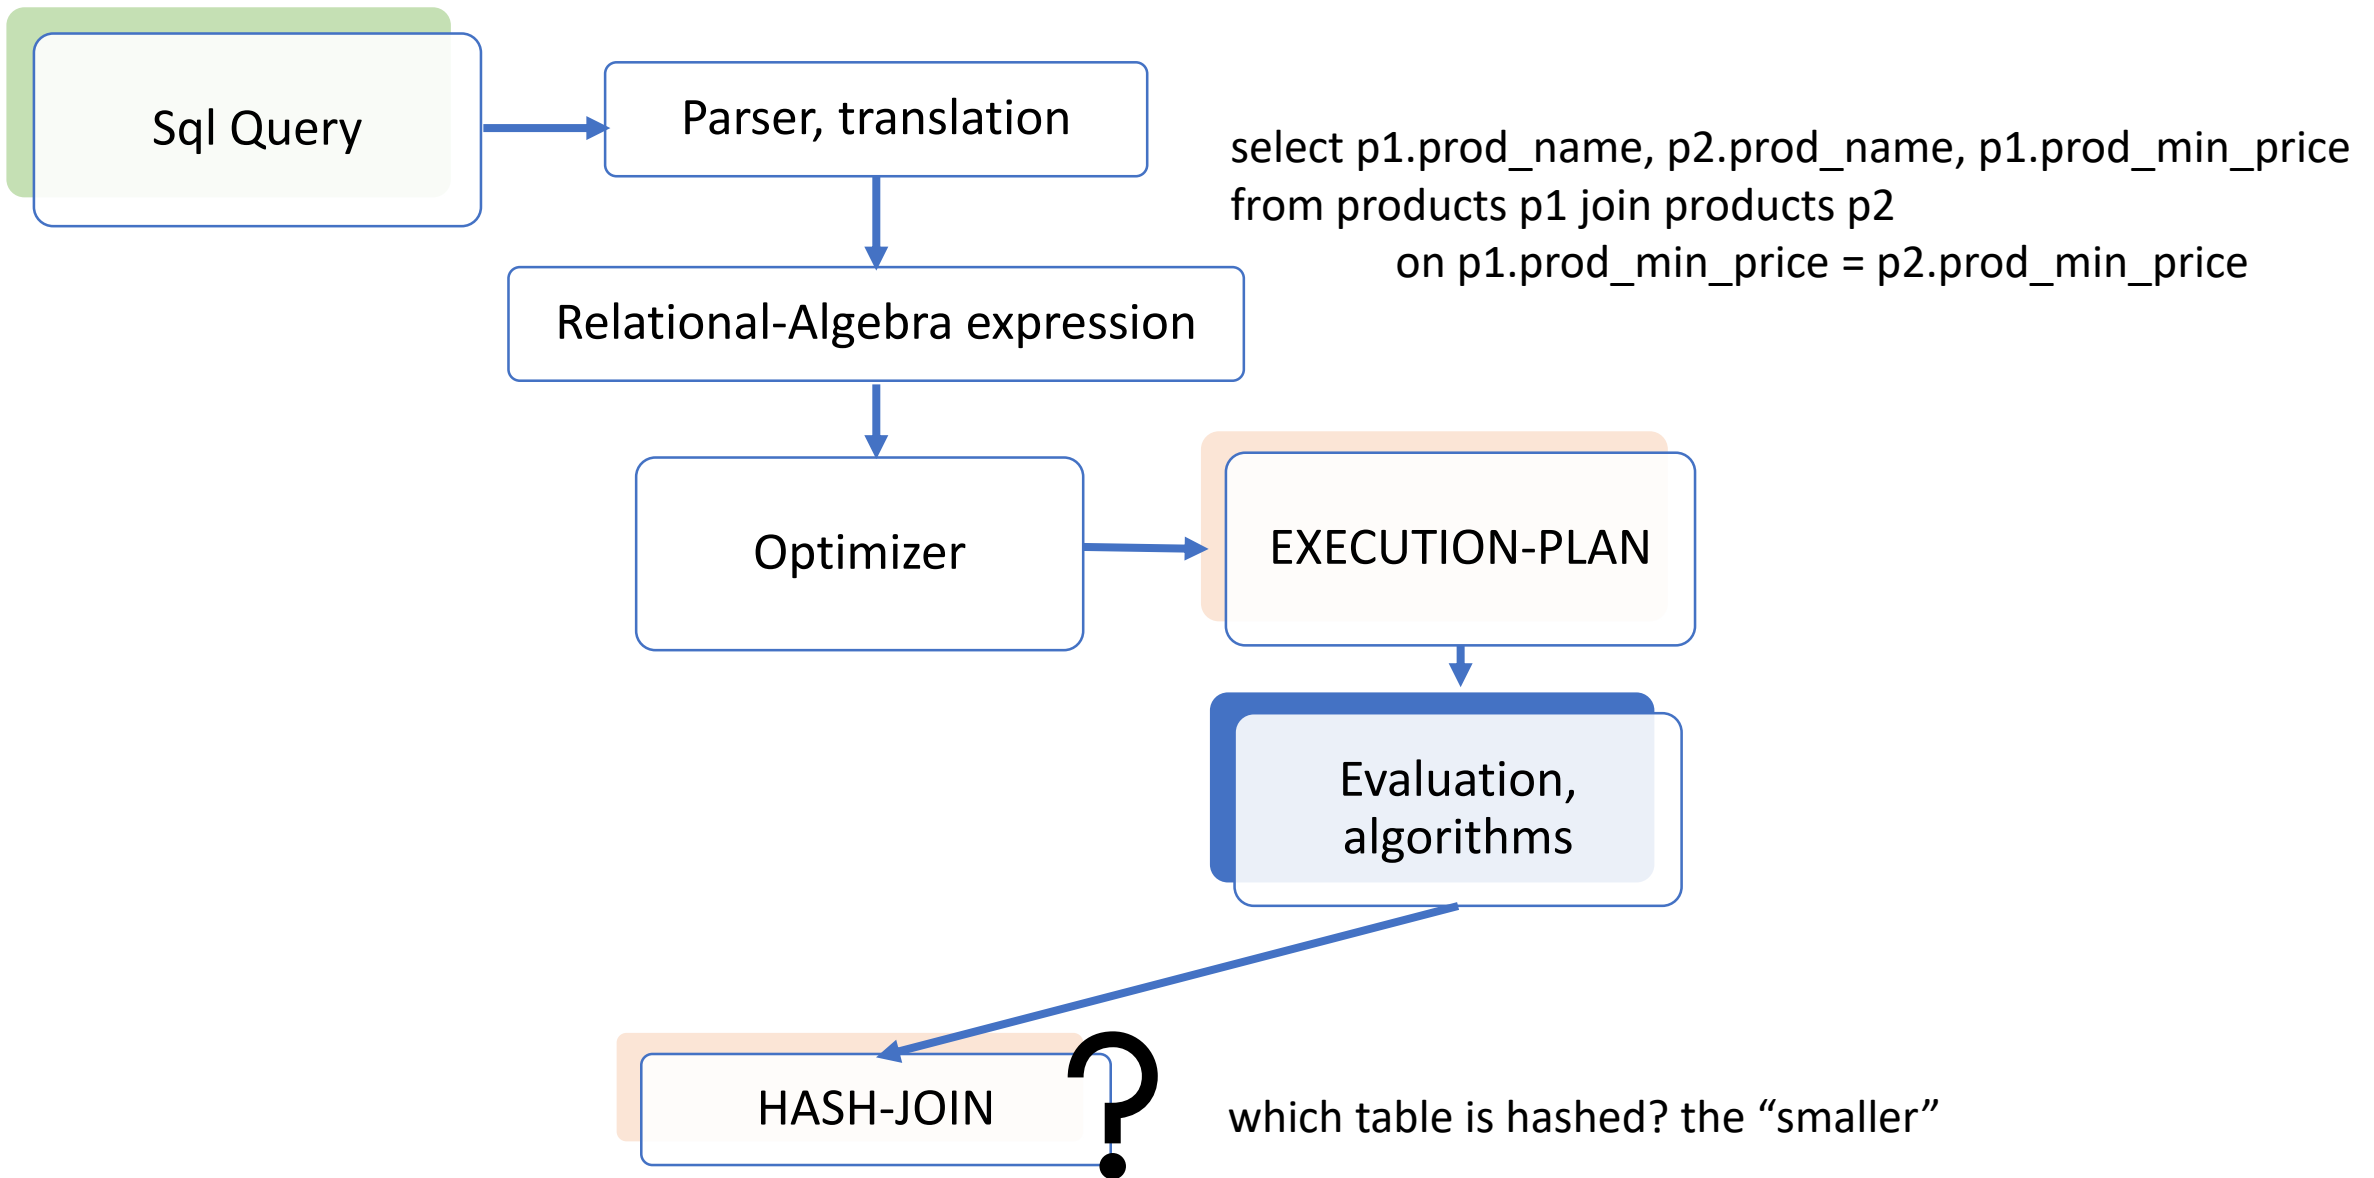 Sql Query
Parser, translation
select p1.prod_name, p2.prod_name, p1.prod_min_price
from products p1 join products p2
on p1.prod_min_price = p2.prod_min_price
Relational-Algebra expression
Optimizer
EXECUTION-PLAN
Evaluation,
algorithms
HASH-JOIN
?
which table is hashed? the “smaller”